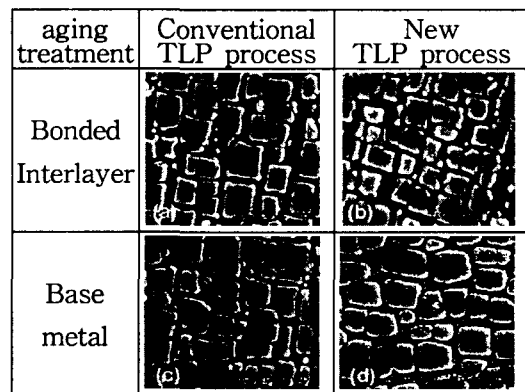 aging treatment
Conventional TLP process
New TLP process
Bonded Interlayer
(a)
(b)
Base metal
(c)
(d)